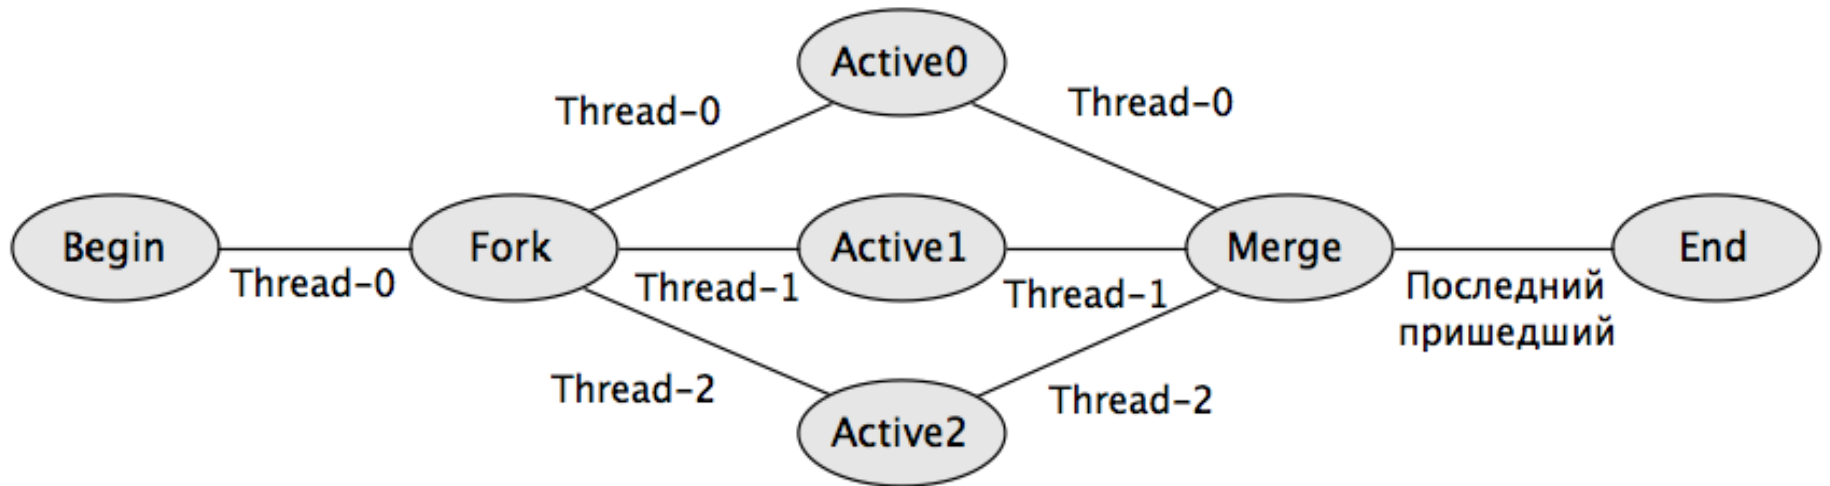 Active0
Thread-0
Thread-0
Begin
Fork
Active1
Merge
End
Thread-0
Thread-1
Thread-1
Последний
пришедший
Thread-2
Thread-2
Active2